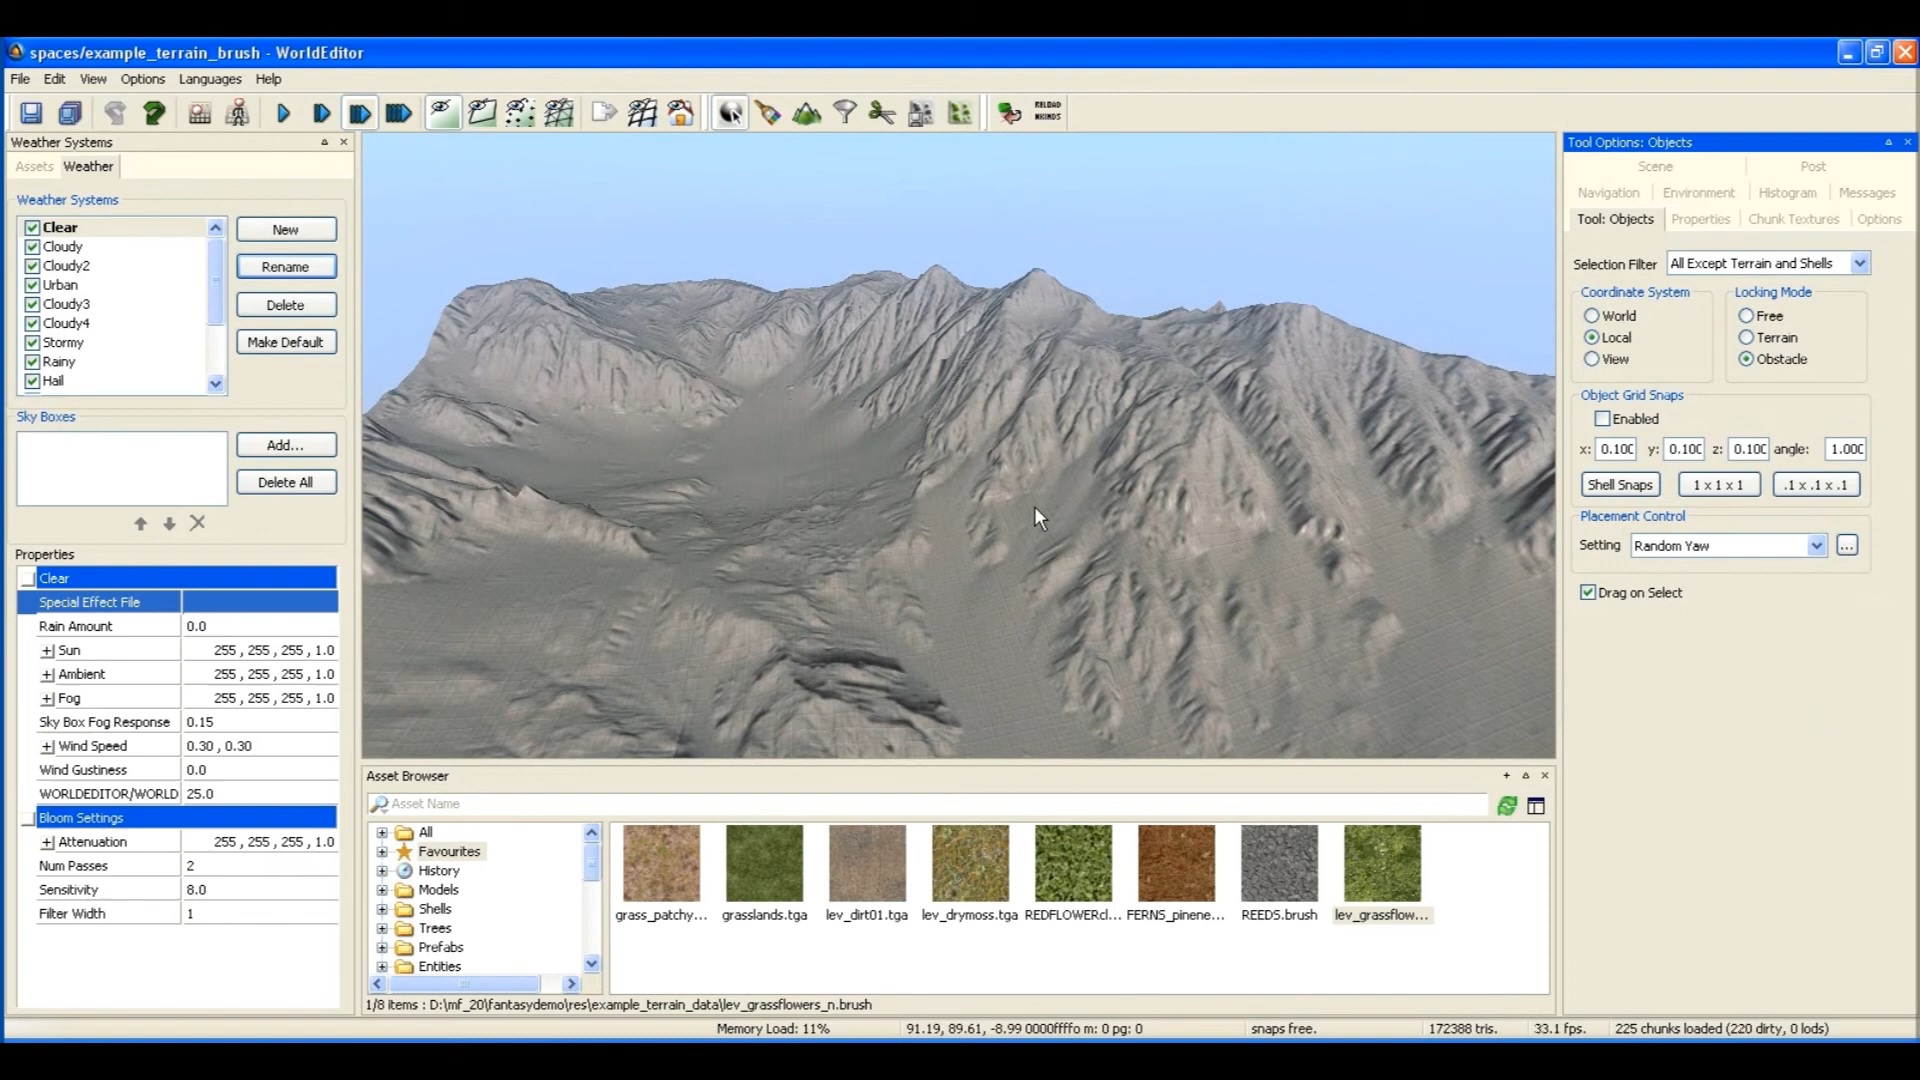 spaces/example_terrain_brush - WorldEditor
File Edit View Options Languages Help
RELOAD
Weather Systems
Assets Weather
Weather Systems
Clear
Cloudy
Cloudy2
Urban
Cloudy3
Cloudy4
Stormy
Rainy
Hail
New
Rename
Delete
Make Default
Sky Boxes
Add...
Delete All
Properties
Clear
Special Effect File
Rain Amount 0.0
Sun 255 , 255 , 255 , 1.0
Ambient 255 , 255 , 255 , 1.0
Fog 255 , 255 , 255 , 1.0
Sky Box Fog Response 0.15
Wind Speed 0.30 , 0.30
Wind Gustiness 0.0
WORLDEDITOR/WORLD 25.0
Bloom Settings
Attenuation 255 , 255 , 255 , 1.0
Num Passes 2
Sensitivity 8.0
Filter Width 1
Asset Browser
Asset Name
All
Favourites
History
Models
Shells
Trees
Prefabs
Entities
grass_patchy... grasslands.tga lev_dirt01.tga lev_drymoss.tga REDFLOWERcl... FERNS_pinene... REEDS.brush lev_grassflow...
1/8 items : D:\mf_20\fantasydemo\res\example_terrain_data\lev_grassflowers_n.brush
Tool Options: Objects
Scene Post
Navigation Environment Histogram Messages
Tool: Objects Properties Chunk Textures Options
Selection Filter All Except Terrain and Shells
Coordinate System
World
Local
View
Locking Mode
Free
Terrain
Obstacle
Object Grid Snaps
Enabled
x: 0.100 y: 0.100 z: 0.100 angle: 1.000
Shell Snaps 1 x 1 x 1 .1 x .1 x .1
Placement Control
Setting Random Yaw ...
Drag on Select
Memory Load: 11% 91.19, 89.61, -8.99 0000ffffo m: 0 pg: 0 snaps free. 172388 tris. 33.1 fps. 225 chunks loaded (220 dirty, 0 lods)